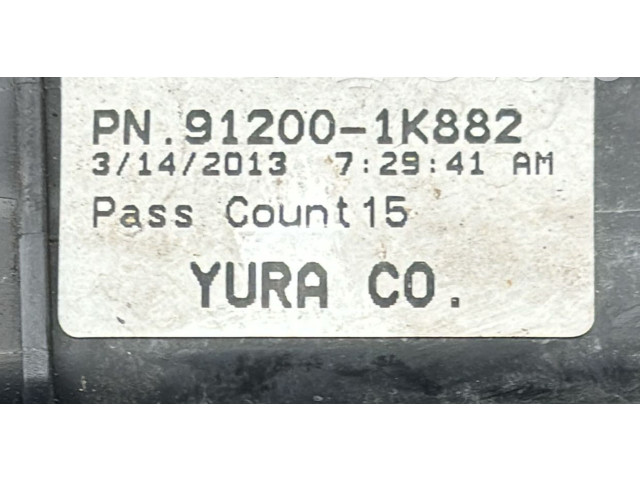 PN.91200-1K882
3/14/2013 7:29:41 AM
Pass Count15
YURA CO.